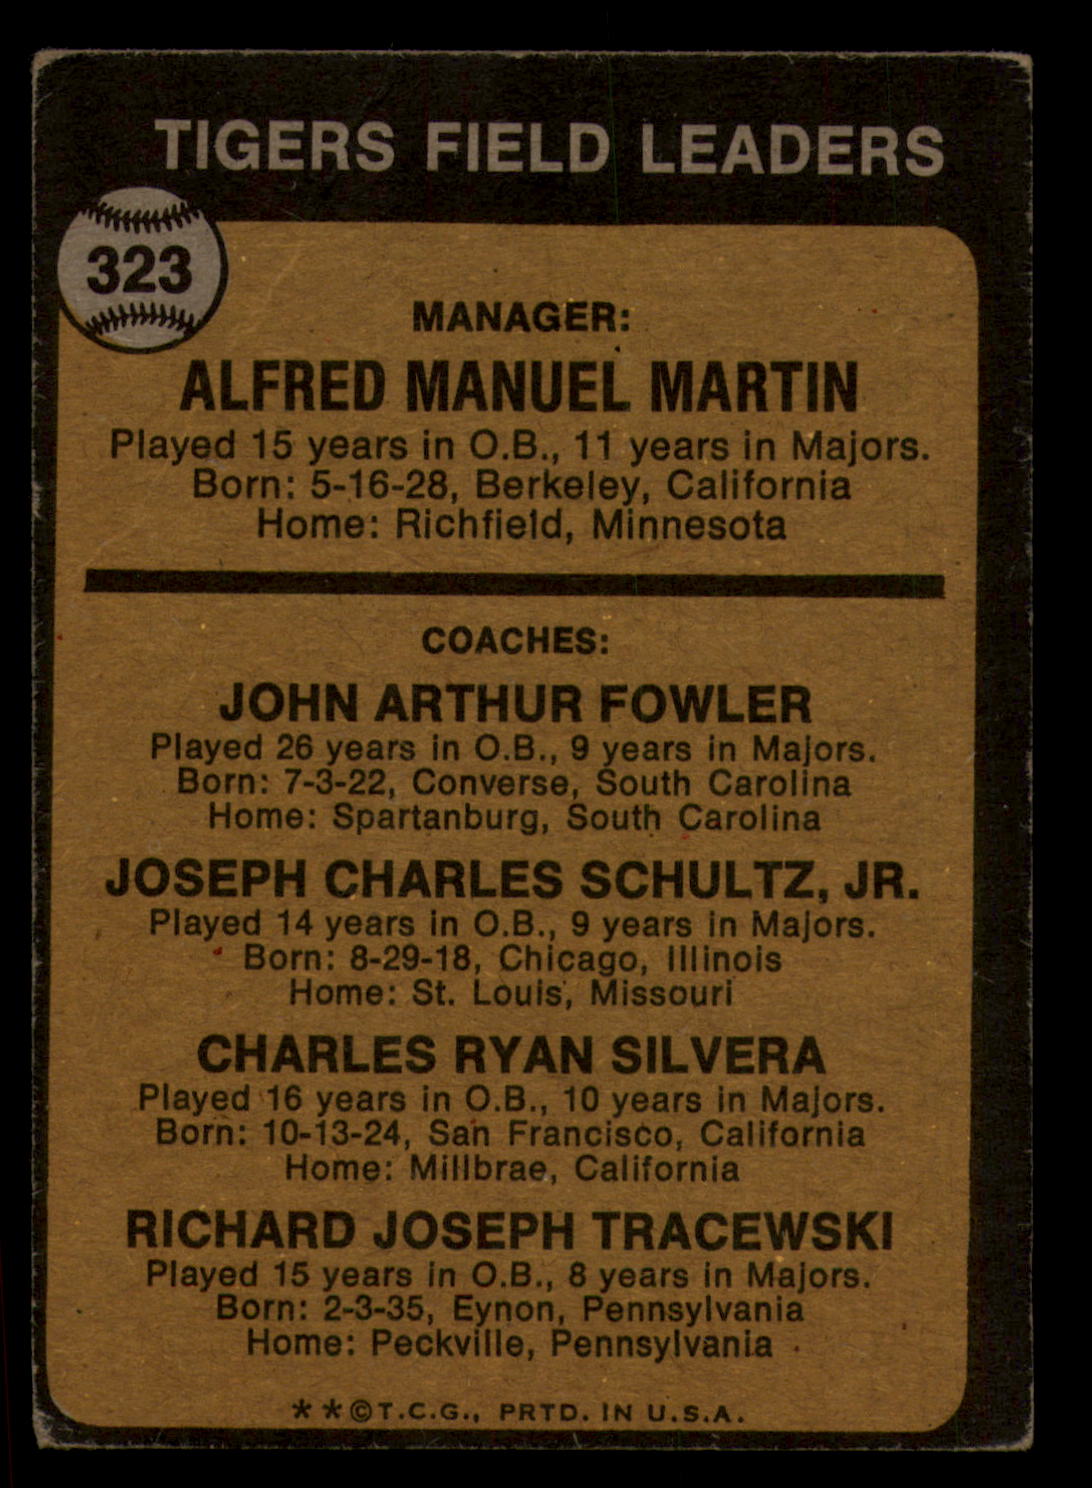 TIGERS FIELD LEADERS
323
MANAGER:
ALFRED MANUEL MARTIN
Played 15 years in O.B., 11 years in Majors.
Born: 5-16-28, Berkeley, California
Home: Richfield, Minnesota
COACHES:
JOHN ARTHUR FOWLER
Played 26 years in O.B., 9 years in Majors.
Born: 7-3-22, Converse, South Carolina
Home: Spartanburg, South Carolina
JOSEPH CHARLES SCHULTZ, JR.
Played 14 years in O.B., 9 years in Majors.
Born: 8-29-18, Chicago, Illinois
Home: St. Louis, Missouri
CHARLES RYAN SILVERA
Played 16 years in O.B., 10 years in Majors.
Born: 10-13-24, San Francisco, California
Home: Millbrae, California
RICHARD JOSEPH TRACEWSKI
Played 15 years in O.B., 8 years in Majors.
Born: 2-3-35, Eynon, Pennsylvania
Home: Peckville, Pennsylvania
**©T.C.G., PRTD. IN U.S.A.